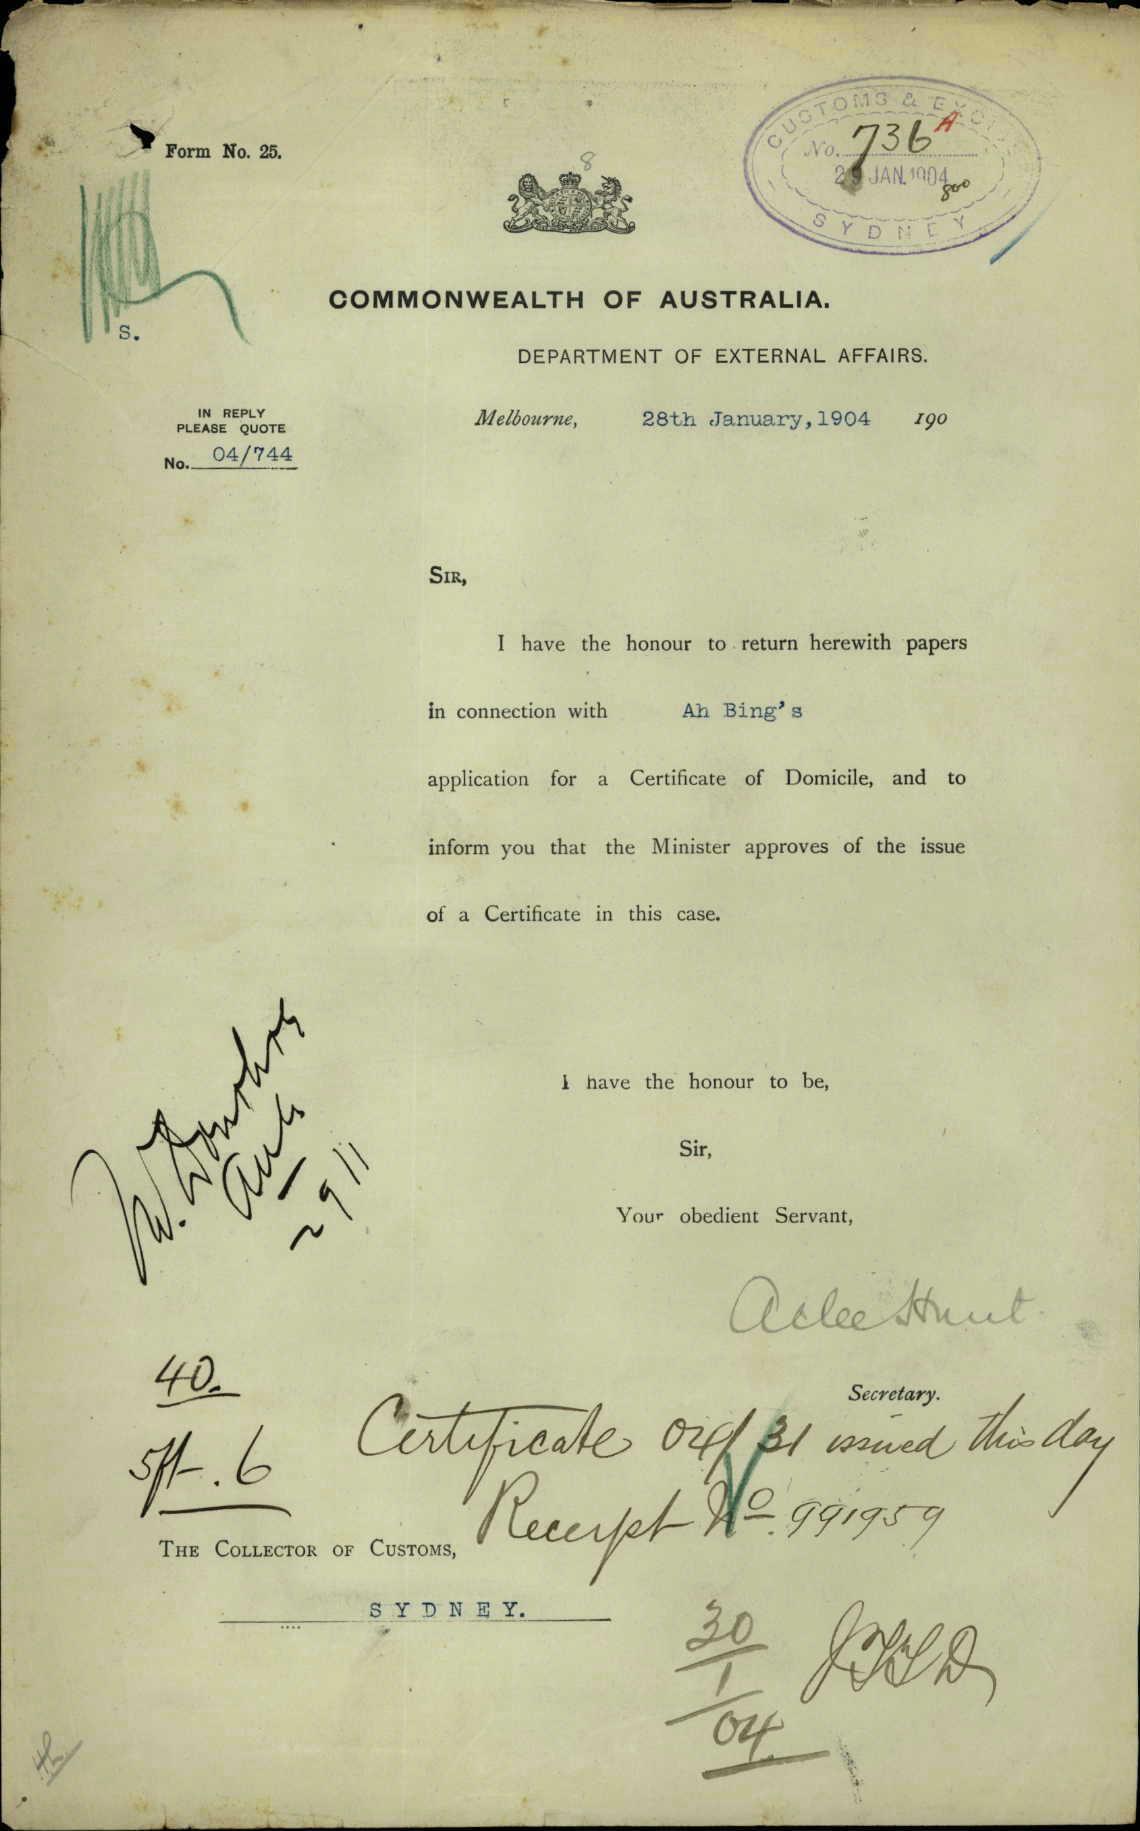 Form No. 25.
CUSTOMS & EXCISE
No. 736 A
29 JAN. 1904
800
SYDNEY
8
S.
COMMONWEALTH OF AUSTRALIA.
DEPARTMENT OF EXTERNAL AFFAIRS.
IN REPLY
PLEASE QUOTE
No. 04/744
Melbourne, 28th January, 1904 190
SIR,
I have the honour to return herewith papers
in connection with Ah Bing's
application for a Certificate of Domicile, and to
inform you that the Minister approves of the issue
of a Certificate in this case.
I have the honour to be,
Sir,
Your obedient Servant,
Atlee Hunt
Secretary.
29/1
40.
5ft. 6
Certificate 04/31 issued this day
Receipt No. 991959
THE COLLECTOR OF CUSTOMS,
SYDNEY.
30/1/04